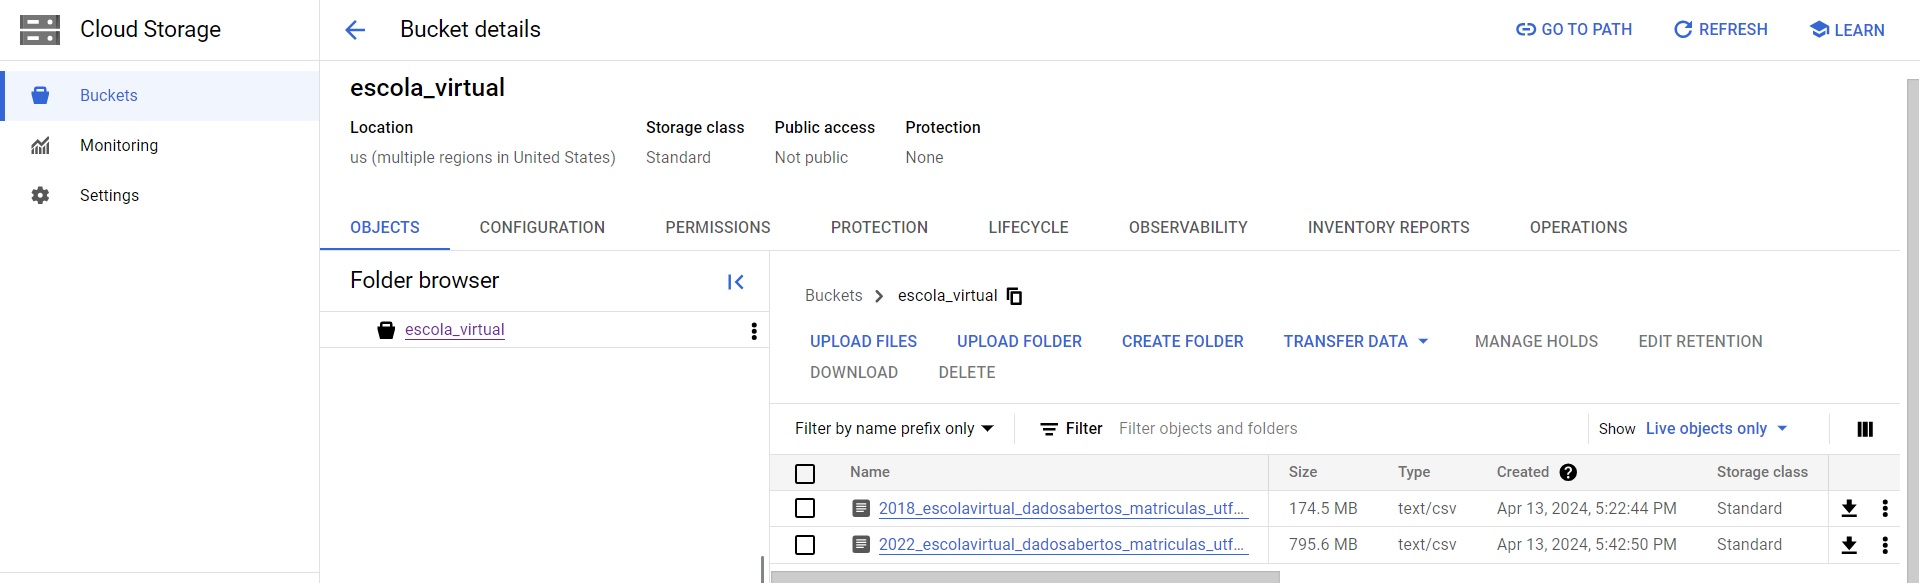 Cloud Storage
Bucket details
GO TO PATH
REFRESH
LEARN
Buckets
Monitoring
Settings
escola_virtual
Location
Storage class
Public access
Protection
us (multiple regions in United States)
Standard
Not public
None
OBJECTS
CONFIGURATION
PERMISSIONS
PROTECTION
LIFECYCLE
OBSERVABILITY
INVENTORY REPORTS
OPERATIONS
Folder browser
escola_virtual
Buckets
escola_virtual
UPLOAD FILES
UPLOAD FOLDER
CREATE FOLDER
TRANSFER DATA
MANAGE HOLDS
EDIT RETENTION
DOWNLOAD
DELETE
Filter by name prefix only
Filter
Filter objects and folders
Show
Live objects only
Name
Size
Type
Created
?
Storage class
2018_escolavirtual_dadosabertos_matriculas_utf...
174.5 MB
text/csv
Apr 13, 2024, 5:22:44 PM
Standard
2022_escolavirtual_dadosabertos_matriculas_utf...
795.6 MB
text/csv
Apr 13, 2024, 5:42:50 PM
Standard